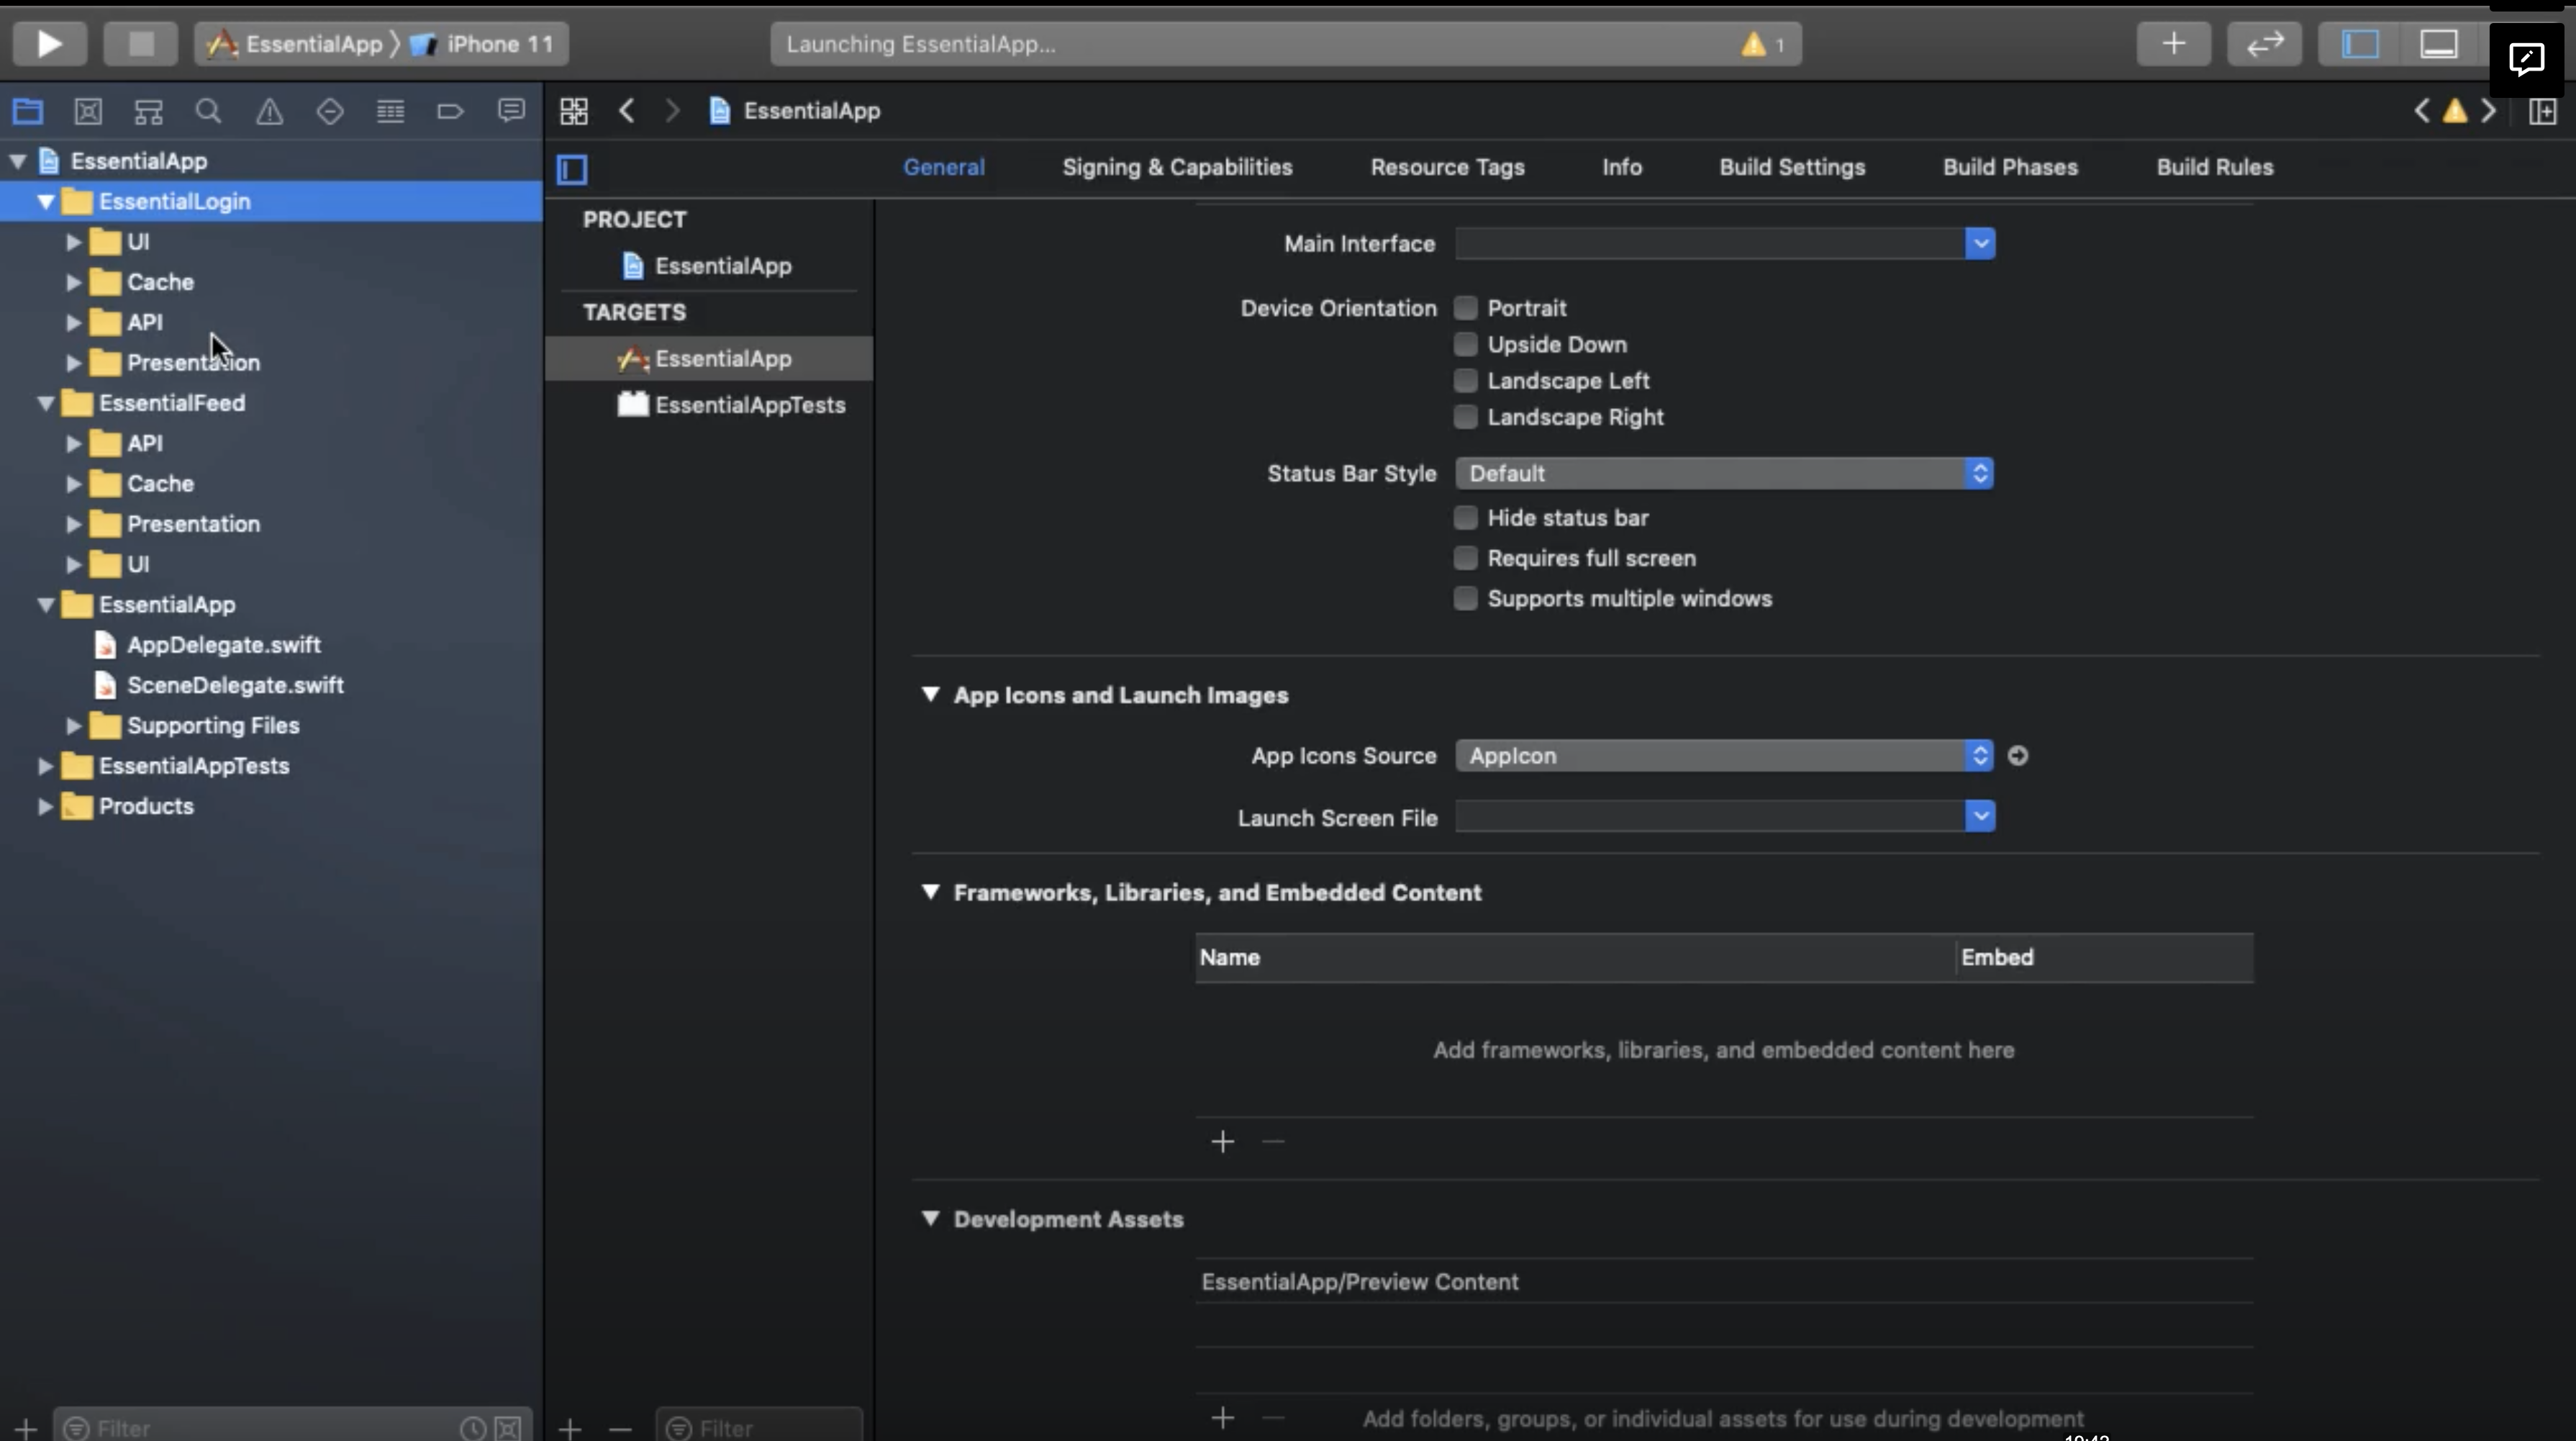 EssentialApp
iPhone 11
Launching EssentialApp...
1
EssentialApp
EssentialApp
EssentialLogin
UI
Cache
API
Presentation
EssentialFeed
API
Cache
Presentation
UI
EssentialApp
AppDelegate.swift
SceneDelegate.swift
Supporting Files
EssentialAppTests
Products
Filter
General
Signing & Capabilities
Resource Tags
Info
Build Settings
Build Phases
Build Rules
PROJECT
EssentialApp
TARGETS
EssentialApp
EssentialAppTests
Filter
Main Interface
Device Orientation
Portrait
Upside Down
Landscape Left
Landscape Right
Status Bar Style
Default
Hide status bar
Requires full screen
Supports multiple windows
App Icons and Launch Images
App Icons Source
AppIcon
Launch Screen File
Frameworks, Libraries, and Embedded Content
Name
Embed
Add frameworks, libraries, and embedded content here
Development Assets
EssentialApp/Preview Content
Add folders, groups, or individual assets for use during development